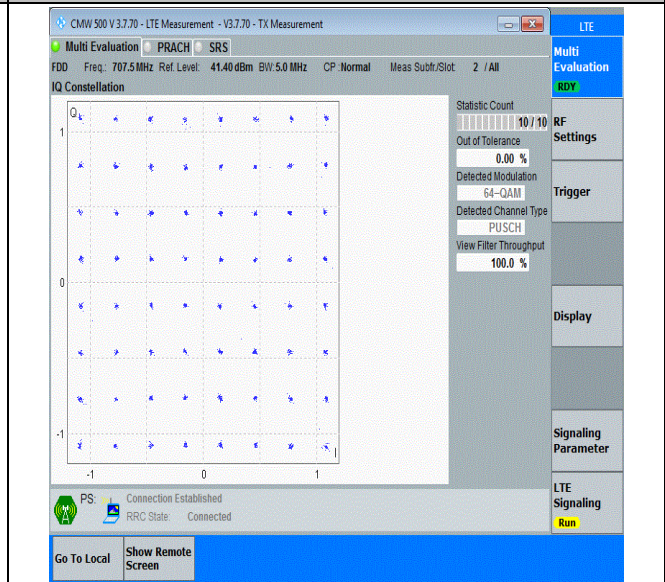 CMW 500 V 3.7.70 - LTE Measurement - V3.7.70 - TX Measurement
LTE
Multi Evaluation PRACH SRS
FDD Freq.: 707.5 MHz Ref. Level: 41.40 dBm BW: 5.0 MHz CP :Normal Meas Subfr./Slot: 2 / All
IQ Constellation
Q
1
0
-1
-1 0 1
I
Statistic Count
10 / 10
Out of Tolerance
0.00 %
Detected Modulation
64-QAM
Detected Channel Type
PUSCH
View Filter Throughput
100.0 %
Multi
Evaluation
RDY
RF
Settings
Trigger
Display
Signaling
Parameter
LTE
Signaling
Run
PS: Connection Established
RRC State: Connected
Go To Local
Show Remote
Screen